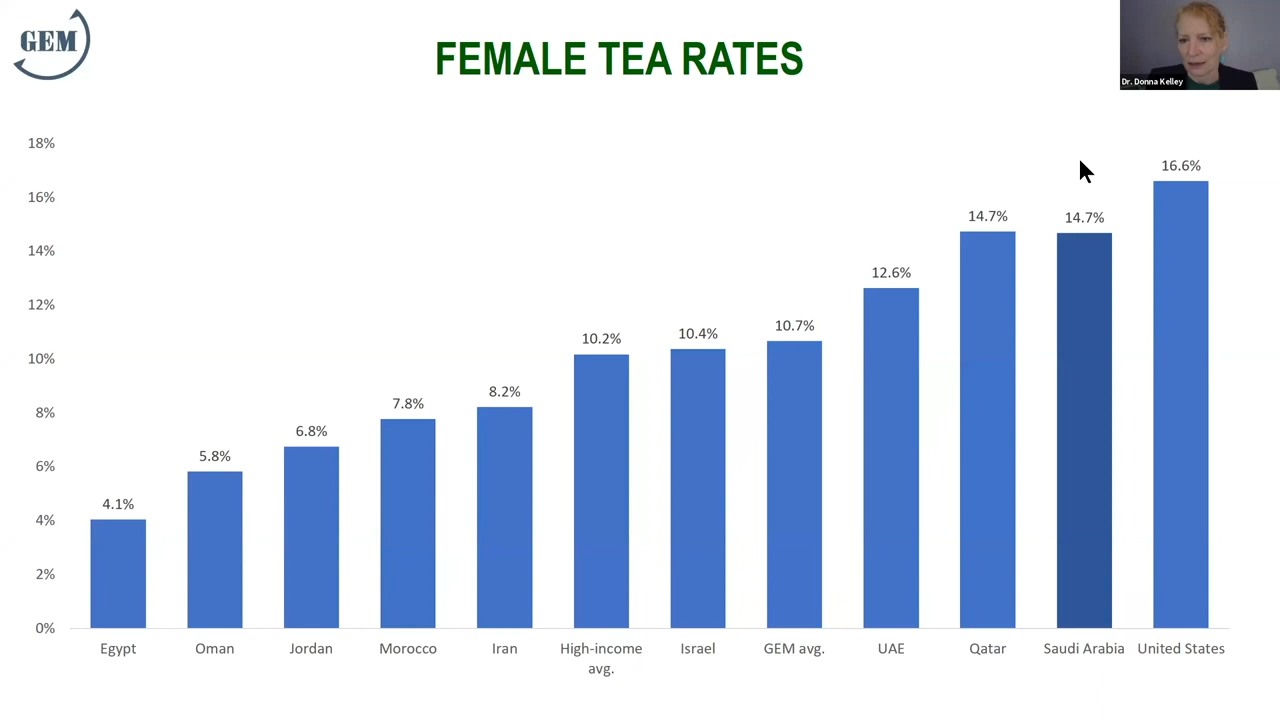 GEM
FEMALE TEA RATES
Dr. Donna Kelley
18%
16%
14%
12%
10%
8%
6%
4%
2%
0%
4.1%
5.8%
6.8%
7.8%
8.2%
10.2%
10.4%
10.7%
12.6%
14.7%
14.7%
16.6%
Egypt
Oman
Jordan
Morocco
Iran
High-income
avg.
Israel
GEM avg.
UAE
Qatar
Saudi Arabia
United States